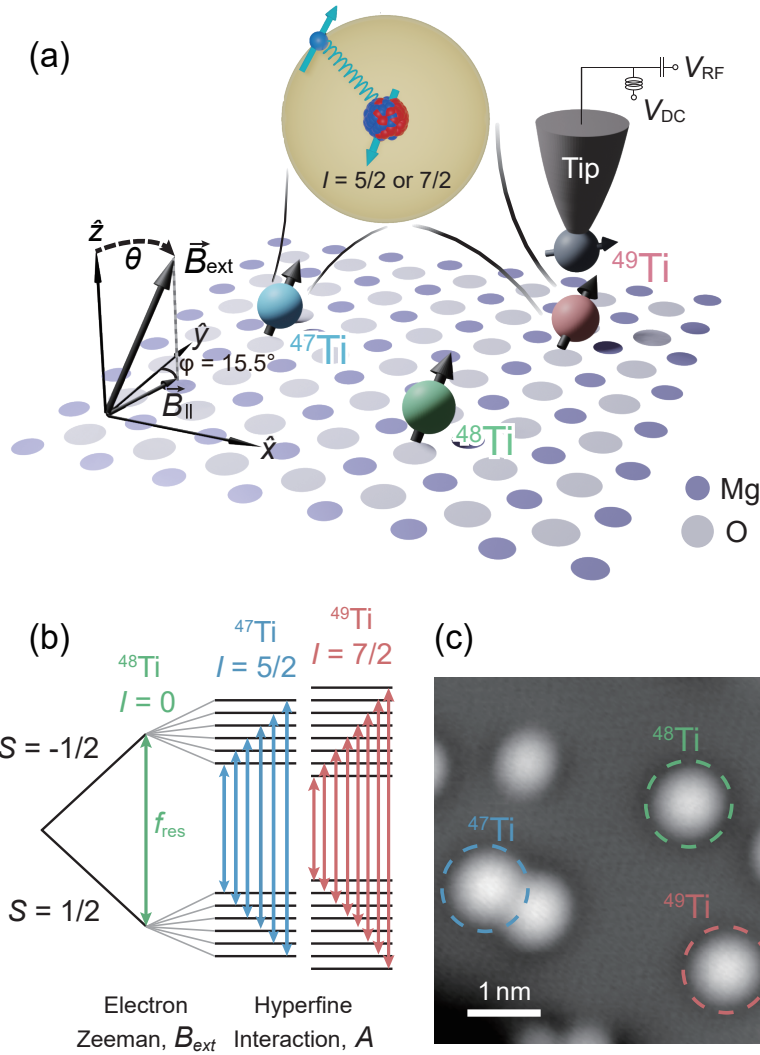 (a)
V_RF
V_DC
Tip
I = 5/2 or 7/2
ẑ
θ
B⃗_ext
⁴⁹Ti
ŷ
⁴⁷Ti
φ = 15.5°
B⃗_||
x̂
⁴⁸Ti
Mg
O
(b)
⁴⁸Ti
I = 0
⁴⁷Ti
I = 5/2
⁴⁹Ti
I = 7/2
S = -1/2
f_res
S = 1/2
Electron
Zeeman, B_ext
Hyperfine
Interaction, A
(c)
⁴⁸Ti
⁴⁷Ti
⁴⁹Ti
1 nm